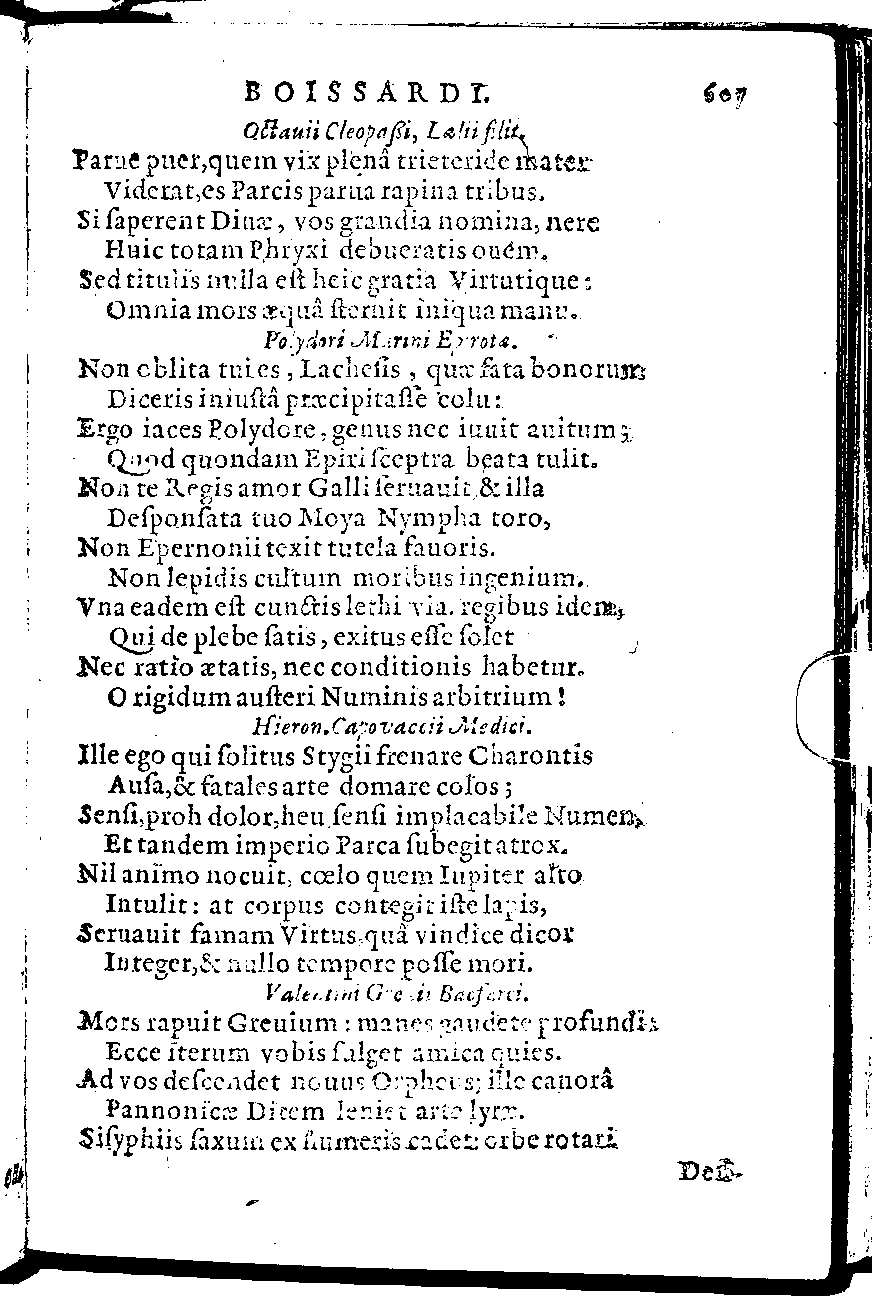 BOISSARDI. 607
Octauii Cleopaßi, Lælii filii.
Parue puer, quem vix plenâ trieteride mater
Viderat, es Parcis parua rapina tribus.
Si ſaperent Diuæ, vos grandia nomina, nere
Huic totam Phryxi debueratis ouém.
Sed titulis nulla eſt heic gratia Virtutique:
Omnia mors æquâ ſternit iniqua manu.
Polydori Marini Epirotæ.
Non oblita tui es, Lacheſis, quæ fata bonorum
Diceris iniuſtâ præcipitaſſe colu:
Ergo iaces Polydore, genus nec iuuit auitum;
Quod quondam Epiri ſceptra beata tulit.
Non te Regis amor Galli ſeruauit, & illa
Deſponſata tuo Moya Nympha toro,
Non Epernonii texit tutela fauoris.
Non lepidis cultum moribus ingenium.
Vna eadem eſt cunctis lethi via. regibus idem,
Qui de plebe ſatis, exitus eſſe ſolet
Nec ratio ætatis, nec conditionis habetur.
O rigidum auſteri Numinis arbitrium!
Hieron. Capovaccii Medici.
Ille ego qui ſolitus Stygii frenare Charontis
Auſa, & fatales arte domare colos;
Senſi, proh dolor, heu ſenſi implacabile Numen,
Et tandem imperio Parca ſubegit atrox.
Nil animo nocuit, cœlo quem Iupiter alto
Intulit: at corpus contegit iſte lapis,
Seruauit famam Virtus, quâ vindice dicor
Integer, & nullo tempore poſſe mori.
Valentini Greuii Bacfarci.
Mors rapuit Greuium: manes gaudete profundis
Ecce iterum vobis fulget amica quies.
Ad vos deſcendet nouus Orpheus; ille canorâ
Pannonicæ Ditem leniet arte lyræ.
Siſyphiis ſaxum ex humeris cadet: orbe rotari